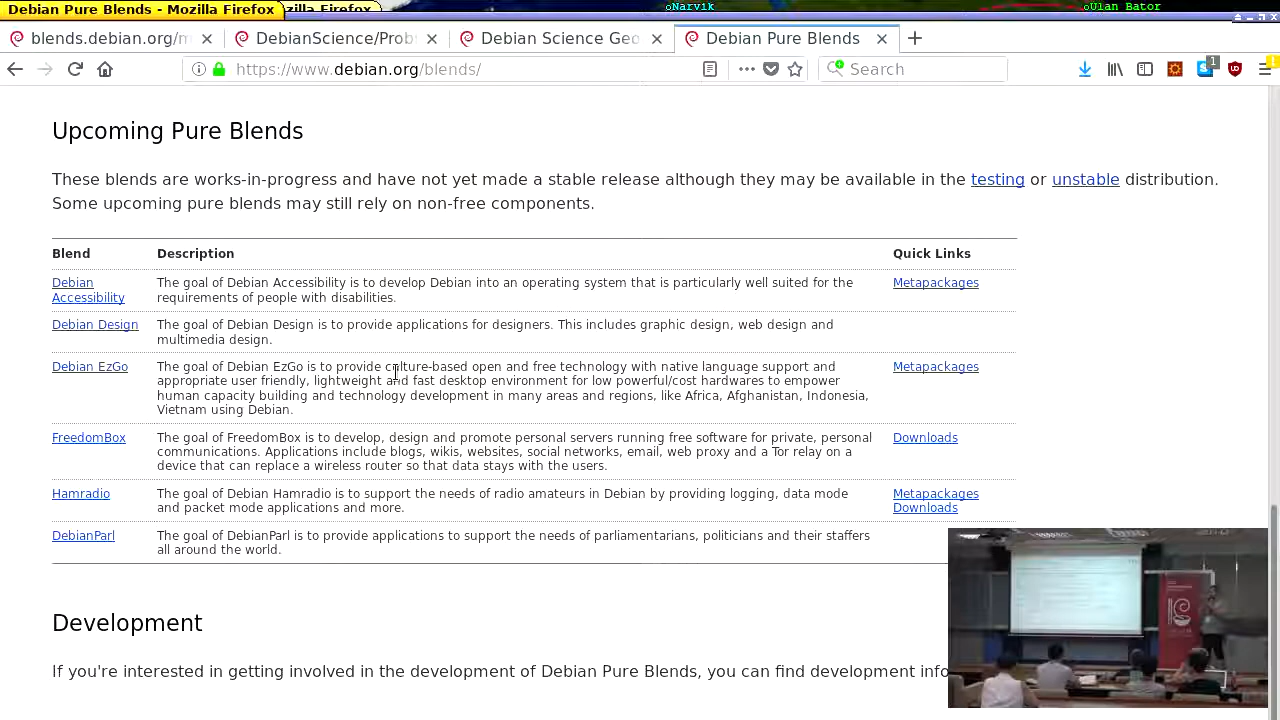 Debian Pure Blends - Mozilla Firefox
zilla Firefox
oNarvik
oUlan Bator
blends.debian.org/m
DebianScience/Prob
Debian Science Geo
Debian Pure Blends
https://www.debian.org/blends/
Search
1
Upcoming Pure Blends
These blends are works-in-progress and have not yet made a stable release although they may be available in the testing or unstable distribution.
Some upcoming pure blends may still rely on non-free components.
Blend Description Quick Links
Debian Accessibility The goal of Debian Accessibility is to develop Debian into an operating system that is particularly well suited for the Metapackages
requirements of people with disabilities.
Debian Design The goal of Debian Design is to provide applications for designers. This includes graphic design, web design and
multimedia design.
Debian EzGo The goal of Debian EzGo is to provide culture-based open and free technology with native language support and Metapackages
appropriate user friendly, lightweight and fast desktop environment for low powerful/cost hardwares to empower
human capacity building and technology development in many areas and regions, like Africa, Afghanistan, Indonesia,
Vietnam using Debian.
FreedomBox The goal of FreedomBox is to develop, design and promote personal servers running free software for private, personal Downloads
communication. Applications include blogs, wikis, websites, social networks, email, web proxy and a Tor relay on a
device that can replace a wireless router so that data stays with the users.
Hamradio The goal of Debian Hamradio is to support the needs of radio amateurs in Debian by providing logging, data mode Metapackages
and packet mode applications and more. Downloads
DebianParl The goal of DebianParl is to provide applications to support the needs of parliamentarians, politicians and their staffers
all around the world.
Development
If you're interested in getting involved in the development of Debian Pure Blends, you can find development info